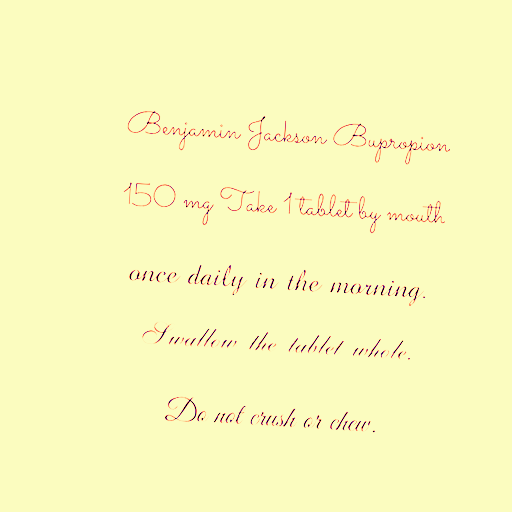 Benjamin Jackson Bupropion
150 mg Take 1 tablet by mouth
once daily in the morning.
Swallow the tablet whole.
Do not crush or chew.